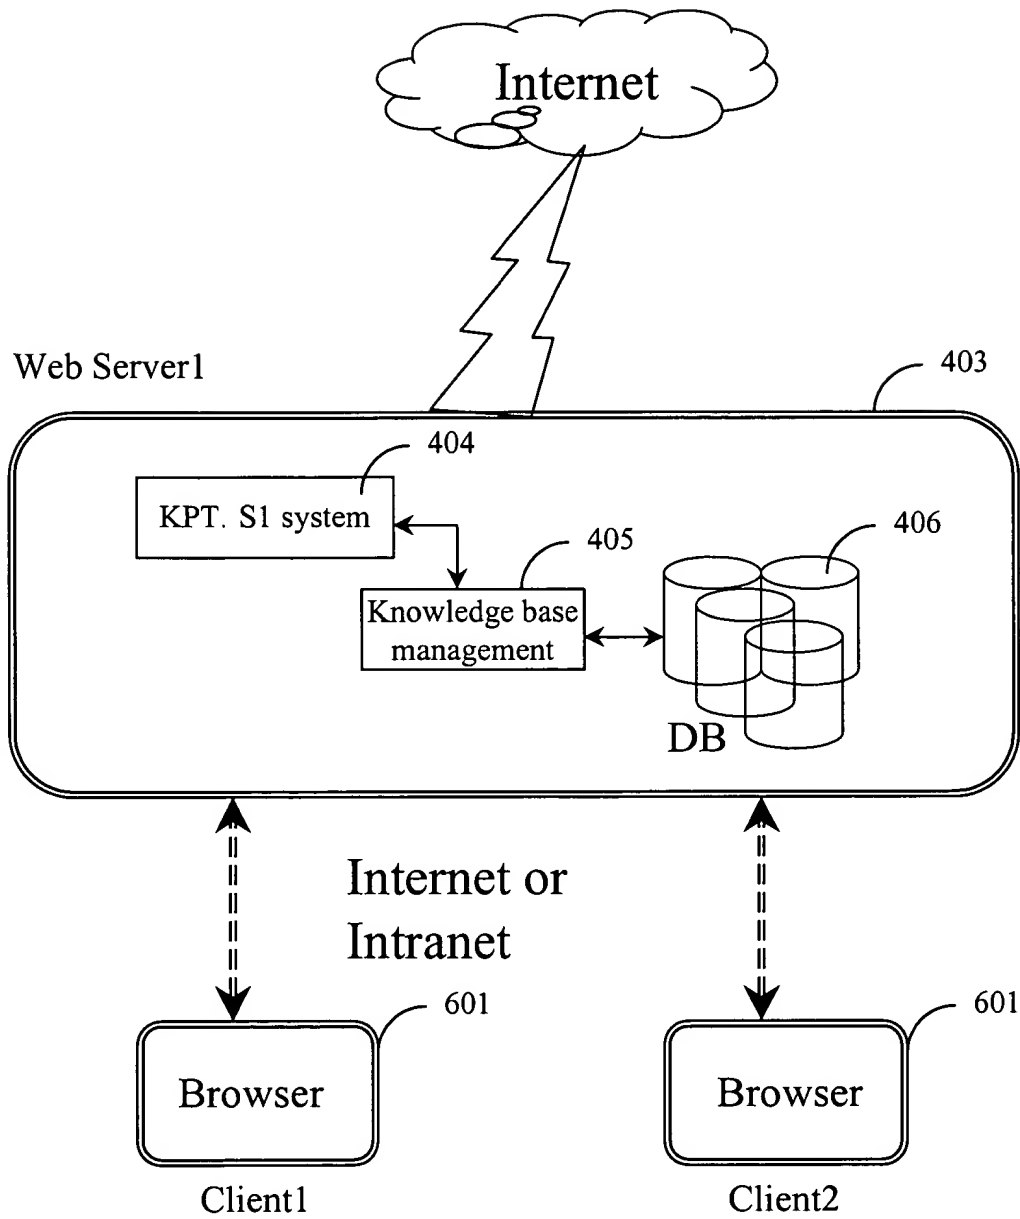 Internet
Web Server1
403
404
KPT. S1 system
405
406
Knowledge base
management
DB
Internet or
Intranet
601
601
Browser
Browser
Client1
Client2